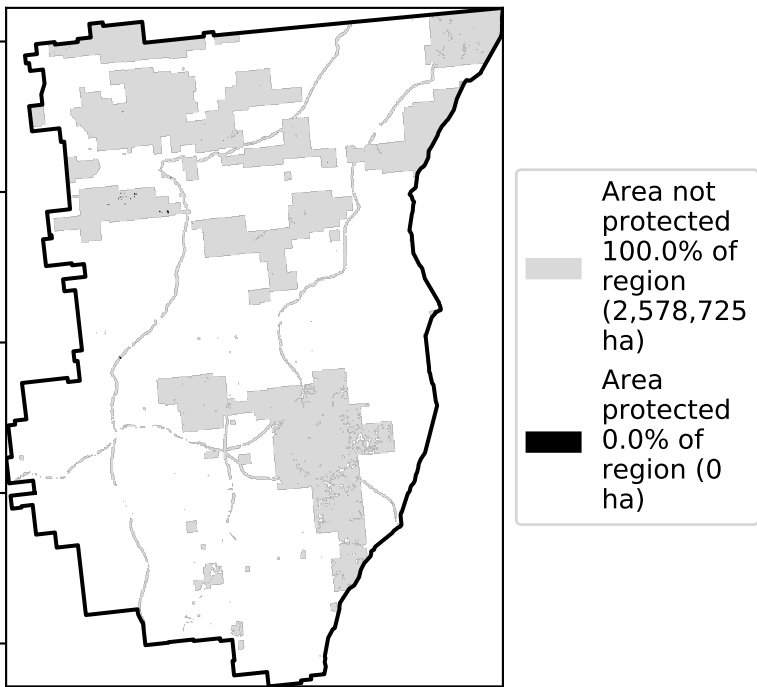 Area not
protected
100.0% of
region
(2,578,725
ha)
Area
protected
0.0% of
region (0
ha)